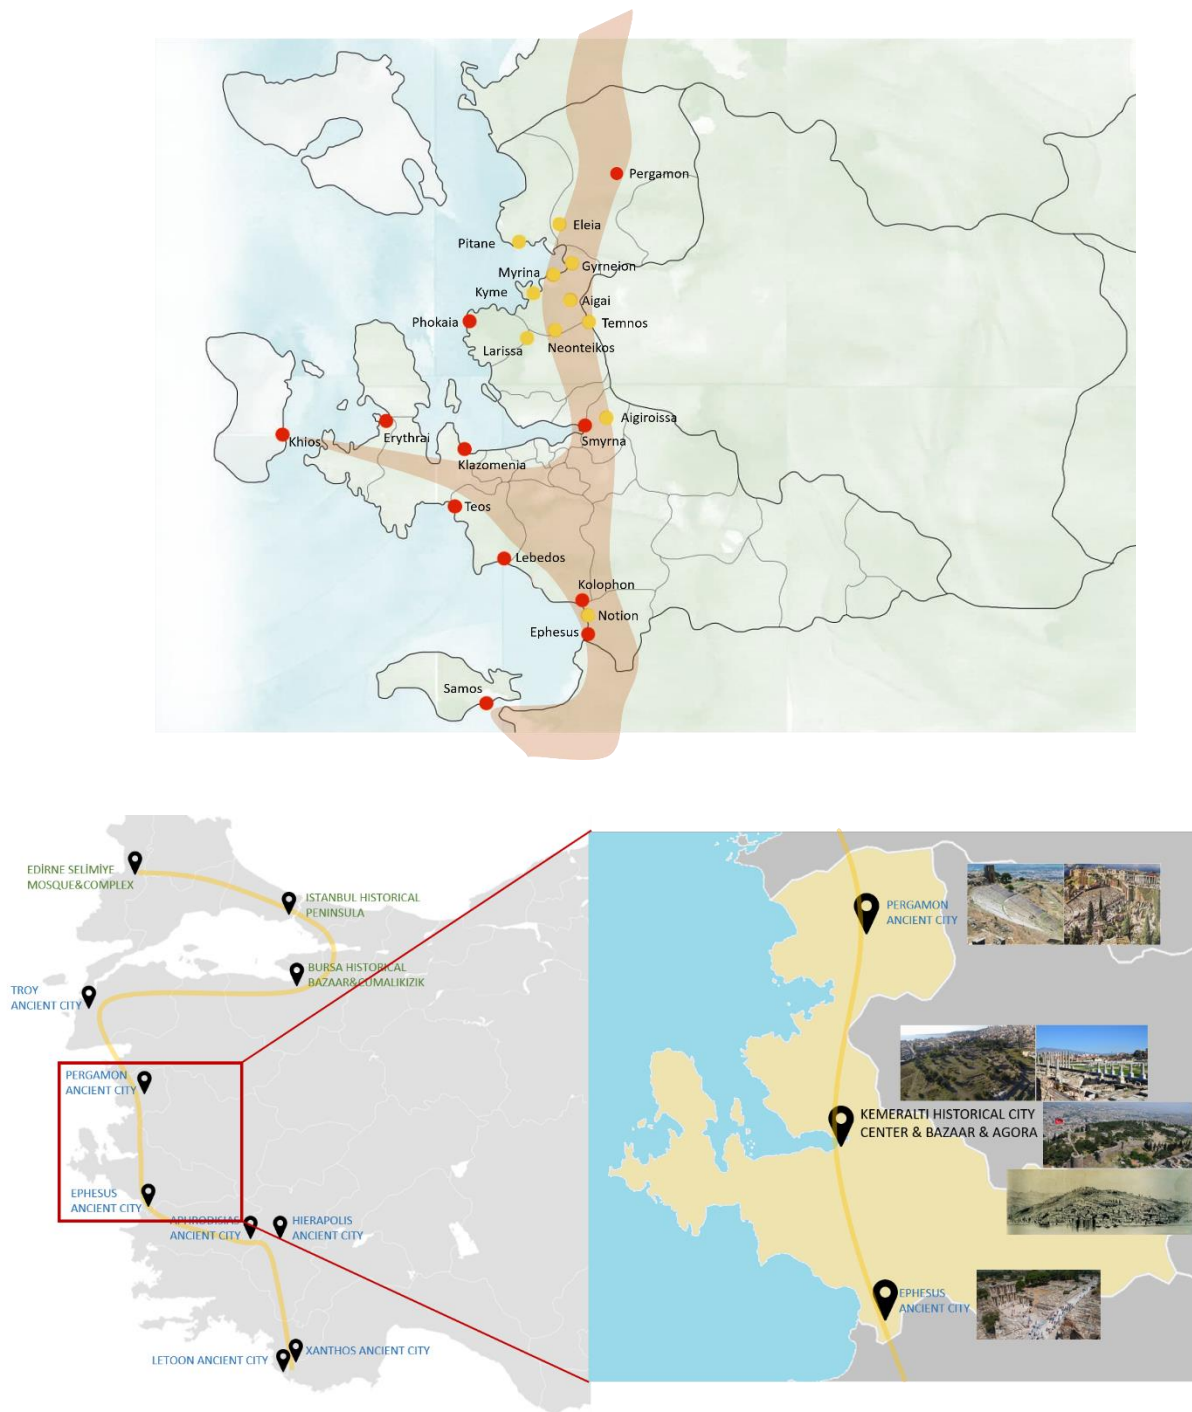 Pergamon
Eleia
Pitane
Gyrneion
Myrina
Kyme
Aigai
Phokaia
Temnos
Neonteikos
Larissa
Aigiroissa
Khios
Erythrai
Smyrna
Klazomenia
Teos
Lebedos
Kolophon
Notion
Ephesus
Samos
EDİRNE SELİMİYE
MOSQUE&COMPLEX
ISTANBUL HISTORICAL
PENINSULA
BURSA HISTORICAL
BAZAAR&CUMALIKIZIK
TROY
ANCIENT CITY
PERGAMON
ANCIENT CITY
EPHESUS
ANCIENT CITY
APHRODISIAS
ANCIENT CITY
HIERAPOLIS
ANCIENT CITY
LETOON ANCIENT CITY
XANTHOS ANCIENT CITY
PERGAMON
ANCIENT CITY
KEMERALTI HISTORICAL CITY
CENTER & BAZAAR & AGORA
EPHESUS
ANCIENT CITY